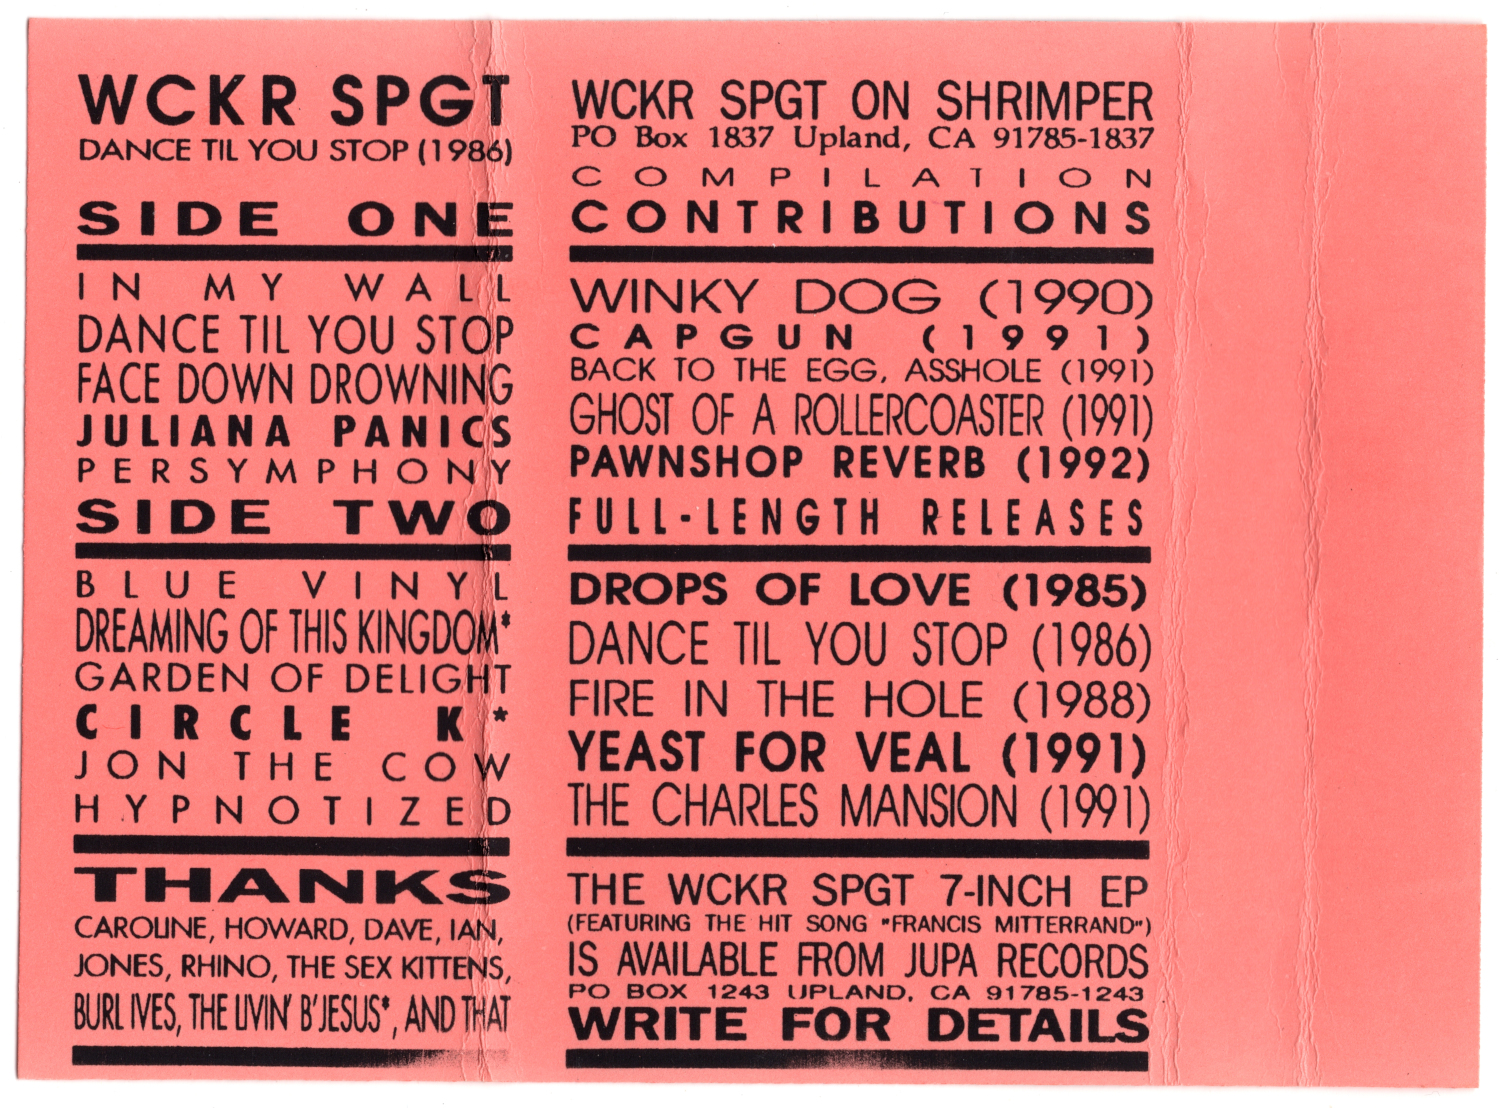 WCKR SPGT
DANCE TIL YOU STOP (1986)
SIDE ONE
IN MY WALL
DANCE TIL YOU STOP
FACE DOWN DROWNING
JULIANA PANICS
PERSYMPHONY
SIDE TWO
BLUE VINYL
DREAMING OF THIS KINGDOM*
GARDEN OF DELIGHT
CIRCLE K*
JON THE COW
HYPNOTIZED
THANKS
CAROLINE, HOWARD, DAVE, IAN,
JONES, RHINO, THE SEX KITTENS,
BURL IVES, THE LIVIN' B'JESUS*, AND THAT
WCKR SPGT ON SHRIMPER
PO Box 1837 Upland, CA 91785-1837
COMPILATION
CONTRIBUTIONS
WINKY DOG (1990)
CAPGUN (1991)
BACK TO THE EGG, ASSHOLE (1991)
GHOST OF A ROLLERCOASTER (1991)
PAWNSHOP REVERB (1992)
FULL-LENGTH RELEASES
DROPS OF LOVE (1985)
DANCE TIL YOU STOP (1986)
FIRE IN THE HOLE (1988)
YEAST FOR VEAL (1991)
THE CHARLES MANSION (1991)
THE WCKR SPGT 7-INCH EP
(FEATURING THE HIT SONG "FRANCIS MITTERRAND")
IS AVAILABLE FROM JUPA RECORDS
PO BOX 1243 UPLAND, CA 91785-1243
WRITE FOR DETAILS